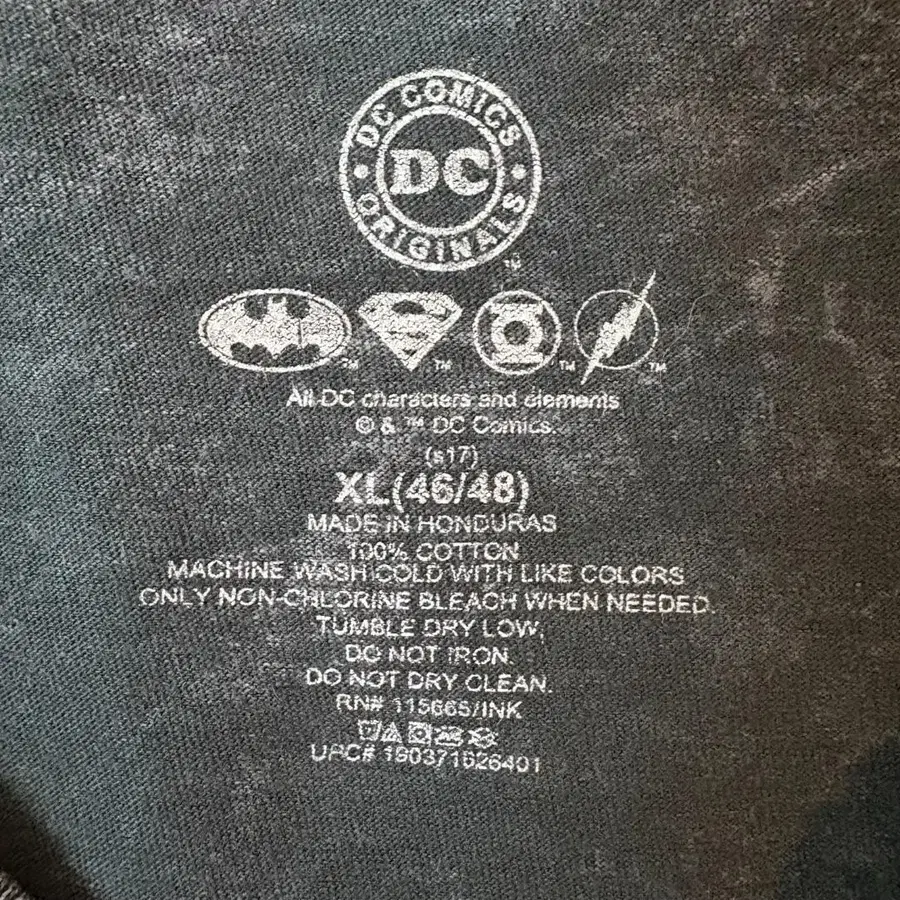 DC COMICS
DC
ORIGINALS
TM
TM TM TM TM
All DC characters and elements
© & ™ DC Comics.
(s17)
XL(46/48)
MADE IN HONDURAS
100% COTTON
MACHINE WASH COLD WITH LIKE COLORS
ONLY NON-CHLORINE BLEACH WHEN NEEDED.
TUMBLE DRY LOW.
DO NOT IRON.
DO NOT DRY CLEAN.
RN# 115665/INK
UPC# 190371626401